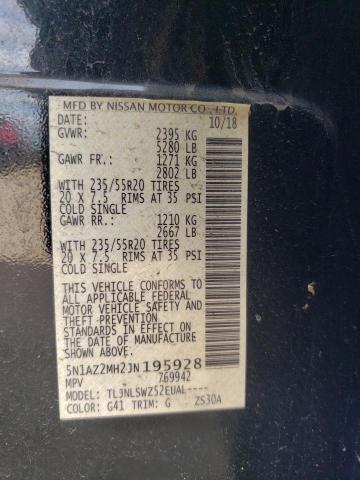 MFD BY NISSAN MOTOR CO., LTD.
DATE: 10/18
GVWR: 2395 KG
5280 LB
GAWR FR.: 1271 KG
2802 LB
WITH 235/55R20 TIRES
20 X 7.5 RIMS AT 35 PSI
COLD SINGLE
GAWR RR.: 1210 KG
2667 LB
WITH 235/55R20 TIRES
20 X 7.5 RIMS AT 35 PSI
COLD SINGLE
THIS VEHICLE CONFORMS TO
ALL APPLICABLE FEDERAL
MOTOR VEHICLE SAFETY AND
THEFT PREVENTION
STANDARDS IN EFFECT ON
THE DATE OF MANUFACTURE
SHOWN ABOVE.
5N1AZ2MH2JN195928
MPV 769942
MODEL: TLJNLSWZ52EUAL----
COLOR: G41 TRIM: G ZS30A